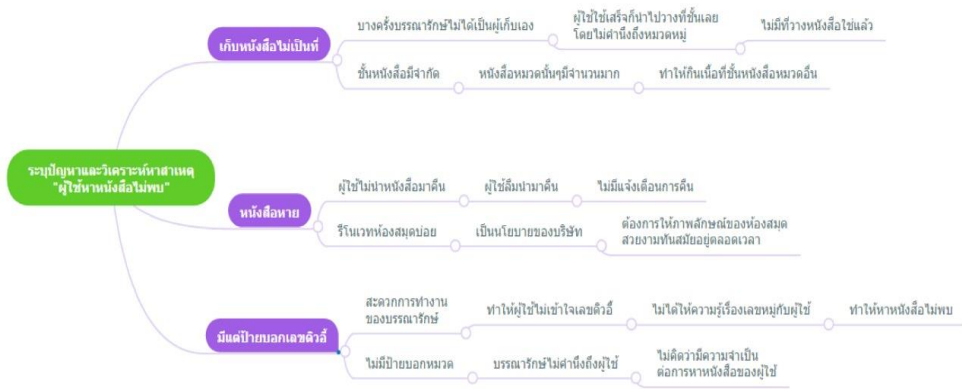 บางครั้งบรรณารักษ์ไม่ได้เป็นผู้เก็บเอง
ผู้ใช้ใช้เสร็จก็นำไปวางที่ชั้นเลย
โดยไม่คำนึงถึงหมวดหมู่
ไม่มีที่วางหนังสือใช่แล้ว
เก็บหนังสือไม่เป็นที่
ชั้นหนังสือมีจำกัด
หนังสือหมวดนั้นๆมีจำนวนมาก
ทำให้กินเนื้อที่ชั้นหนังสือหมวดอื่น
ระบุปัญหาและวิเคราะห์หาสาเหตุ
"ผู้ใช้หาหนังสือไม่พบ"
ผู้ใช้ไม่นำหนังสือมาคืน
ผู้ใช้ลืมนำมาคืน
ไม่มีแจ้งเตือนการคืน
หนังสือหาย
รีโนเวทห้องสมุดบ่อย
เป็นนโยบายของบริษัท
ต้องการให้ภาพลักษณ์ของห้องสมุด
สวยงามทันสมัยอยู่ตลอดเวลา
สะดวกการทำงาน
ของบรรณารักษ์
ทำให้ผู้ใช้ไม่เข้าใจเลขดิวอี้
ไม่ได้ให้ความรู้เรื่องเลขหมู่กับผู้ใช้
ทำให้หาหนังสือไม่พบ
มีแต่ป้ายบอกเลขดิวอี้
ไม่มีป้ายบอกหมวด
บรรณารักษ์ไม่คำนึงถึงผู้ใช้
ไม่คิดว่ามีความจำเป็น
ต่อการหาหนังสือของผู้ใช้